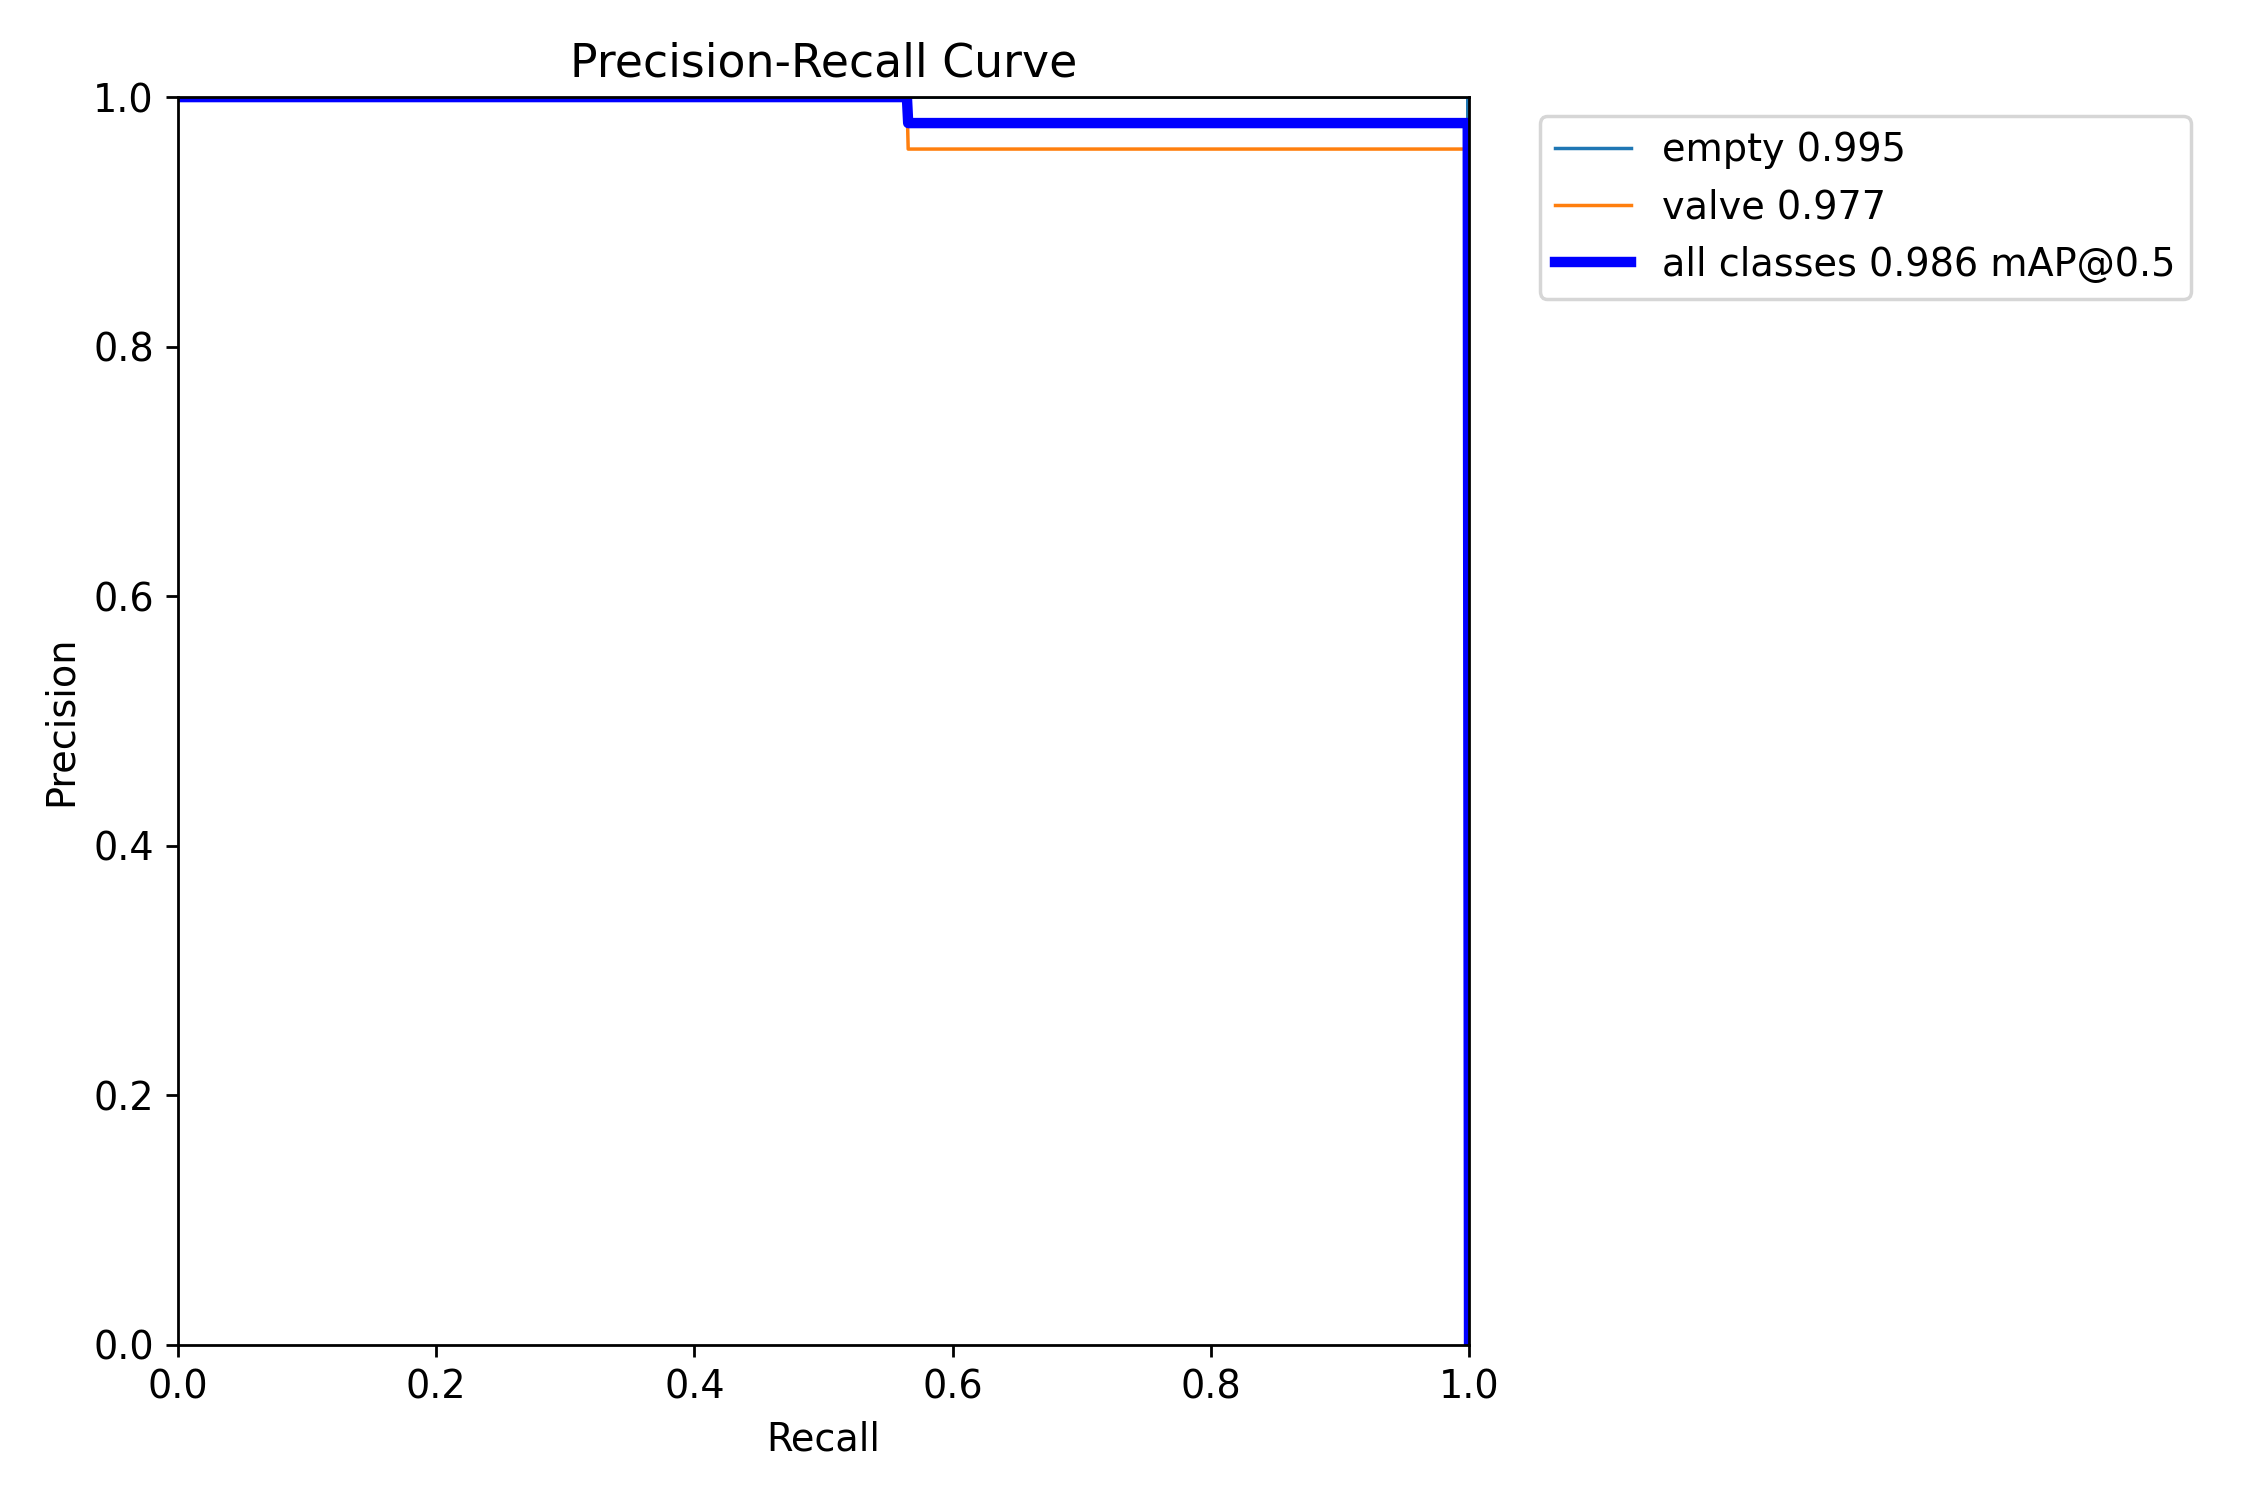 Precision-Recall Curve
1.0
0.8
0.6
0.4
0.2
0.0
Precision
0.0 0.2 0.4 0.6 0.8 1.0
Recall
empty 0.995
valve 0.977
all classes 0.986 mAP@0.5